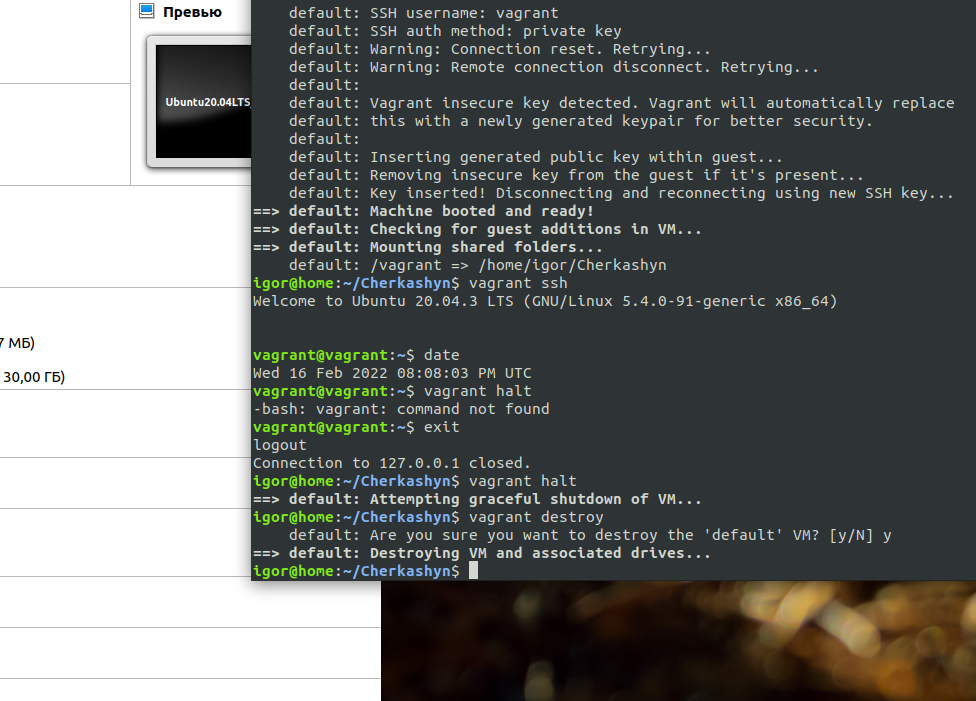 Превью
Ubuntu20.04LTS
7 МБ)
30,00 ГБ)
default: SSH username: vagrant
default: SSH auth method: private key
default: Warning: Connection reset. Retrying...
default: Warning: Remote connection disconnect. Retrying...
default:
default: Vagrant insecure key detected. Vagrant will automatically replace
default: this with a newly generated keypair for better security.
default:
default: Inserting generated public key within guest...
default: Removing insecure key from the guest if it's present...
default: Key inserted! Disconnecting and reconnecting using new SSH key...
==> default: Machine booted and ready!
==> default: Checking for guest additions in VM...
==> default: Mounting shared folders...
default: /vagrant => /home/igor/Cherkashyn
igor@home:~/Cherkashyn$ vagrant ssh
Welcome to Ubuntu 20.04.3 LTS (GNU/Linux 5.4.0-91-generic x86_64)
vagrant@vagrant:~$ date
Wed 16 Feb 2022 08:08:03 PM UTC
vagrant@vagrant:~$ vagrant halt
-bash: vagrant: command not found
vagrant@vagrant:~$ exit
logout
Connection to 127.0.0.1 closed.
igor@home:~/Cherkashyn$ vagrant halt
==> default: Attempting graceful shutdown of VM...
igor@home:~/Cherkashyn$ vagrant destroy
default: Are you sure you want to destroy the 'default' VM? [y/N] y
==> default: Destroying VM and associated drives...
igor@home:~/Cherkashyn$